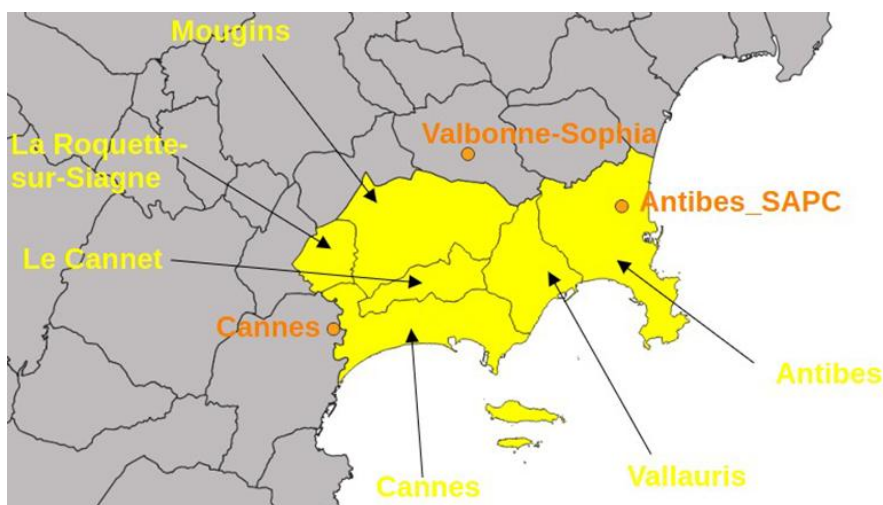 Mougins
Valbonne-Sophia
La Roquette-
sur-Siagne
Antibes_SAPC
Le Cannet
Cannes
Antibes
Vallauris
Cannes